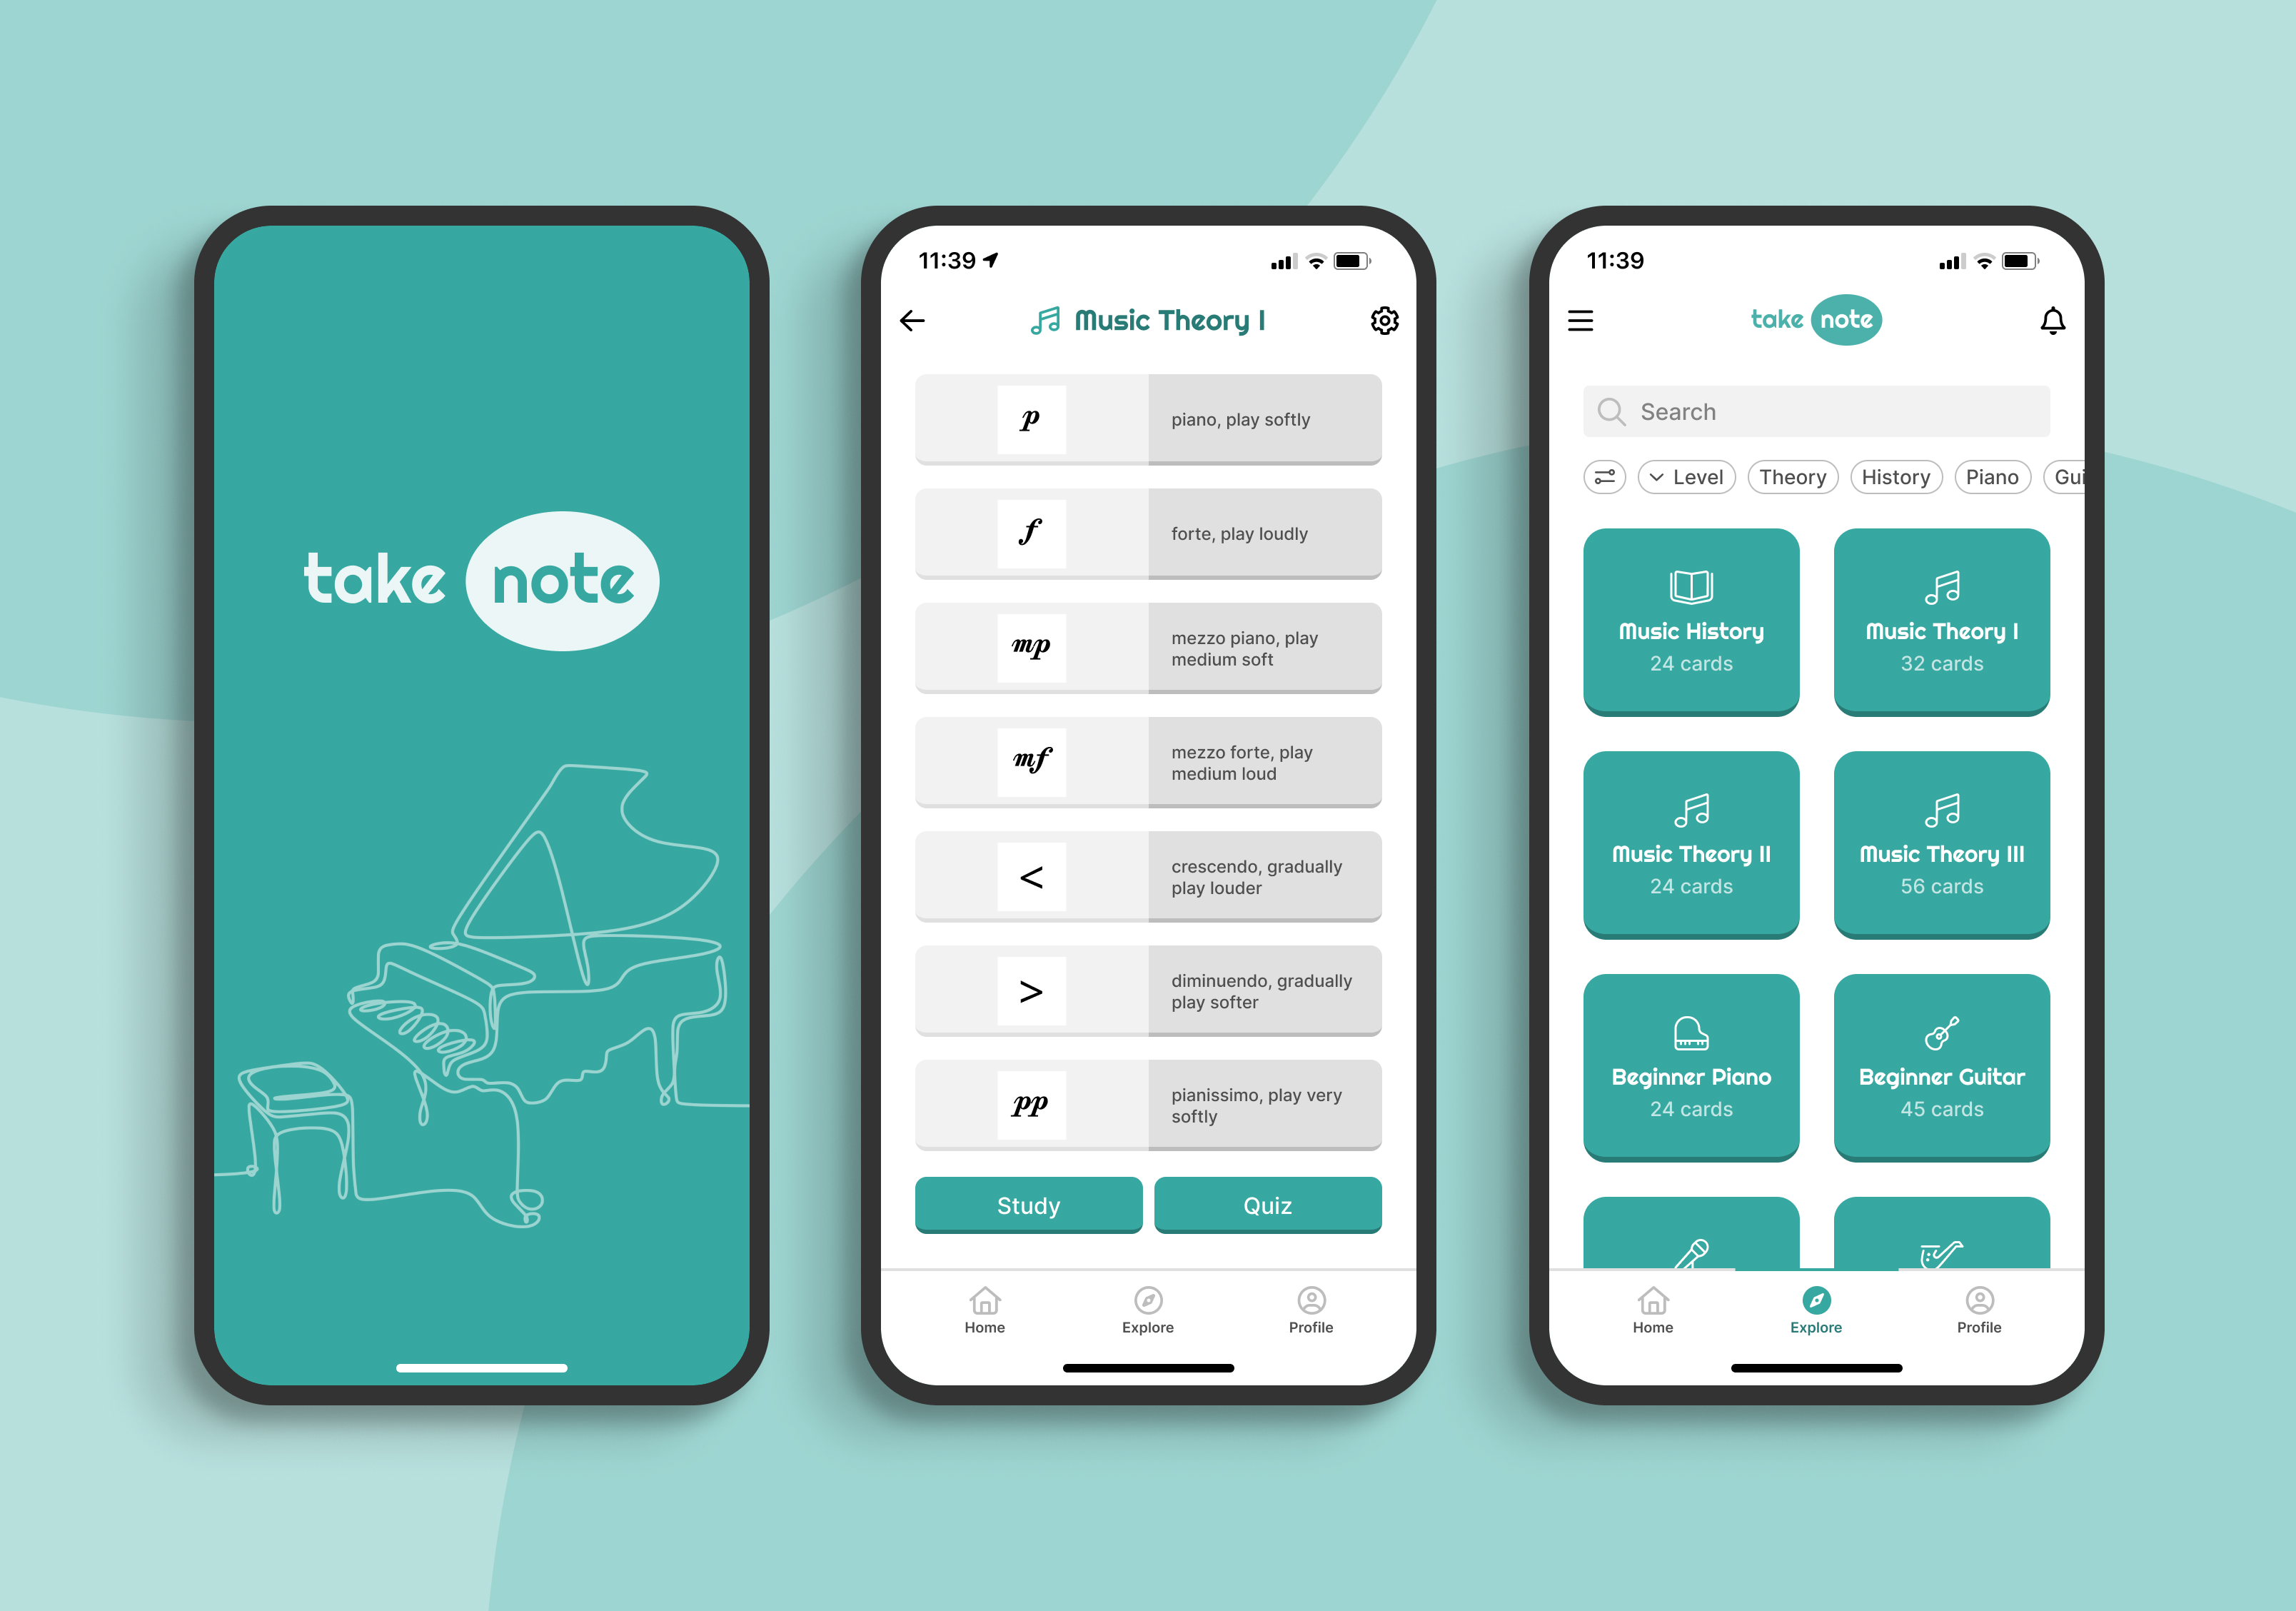 take note
11:39
Music Theory I
p
piano, play softly
f
forte, play loudly
mp
mezzo piano, play
medium soft
mf
mezzo forte, play
medium loud
<
crescendo, gradually
play louder
>
diminuendo, gradually
play softer
pp
pianissimo, play very
softly
Study
Quiz
Home
Explore
Profile
11:39
take note
Search
Level
Theory
History
Piano
Gui
Music History
24 cards
Music Theory I
32 cards
Music Theory II
24 cards
Music Theory III
56 cards
Beginner Piano
24 cards
Beginner Guitar
45 cards
Home
Explore
Profile